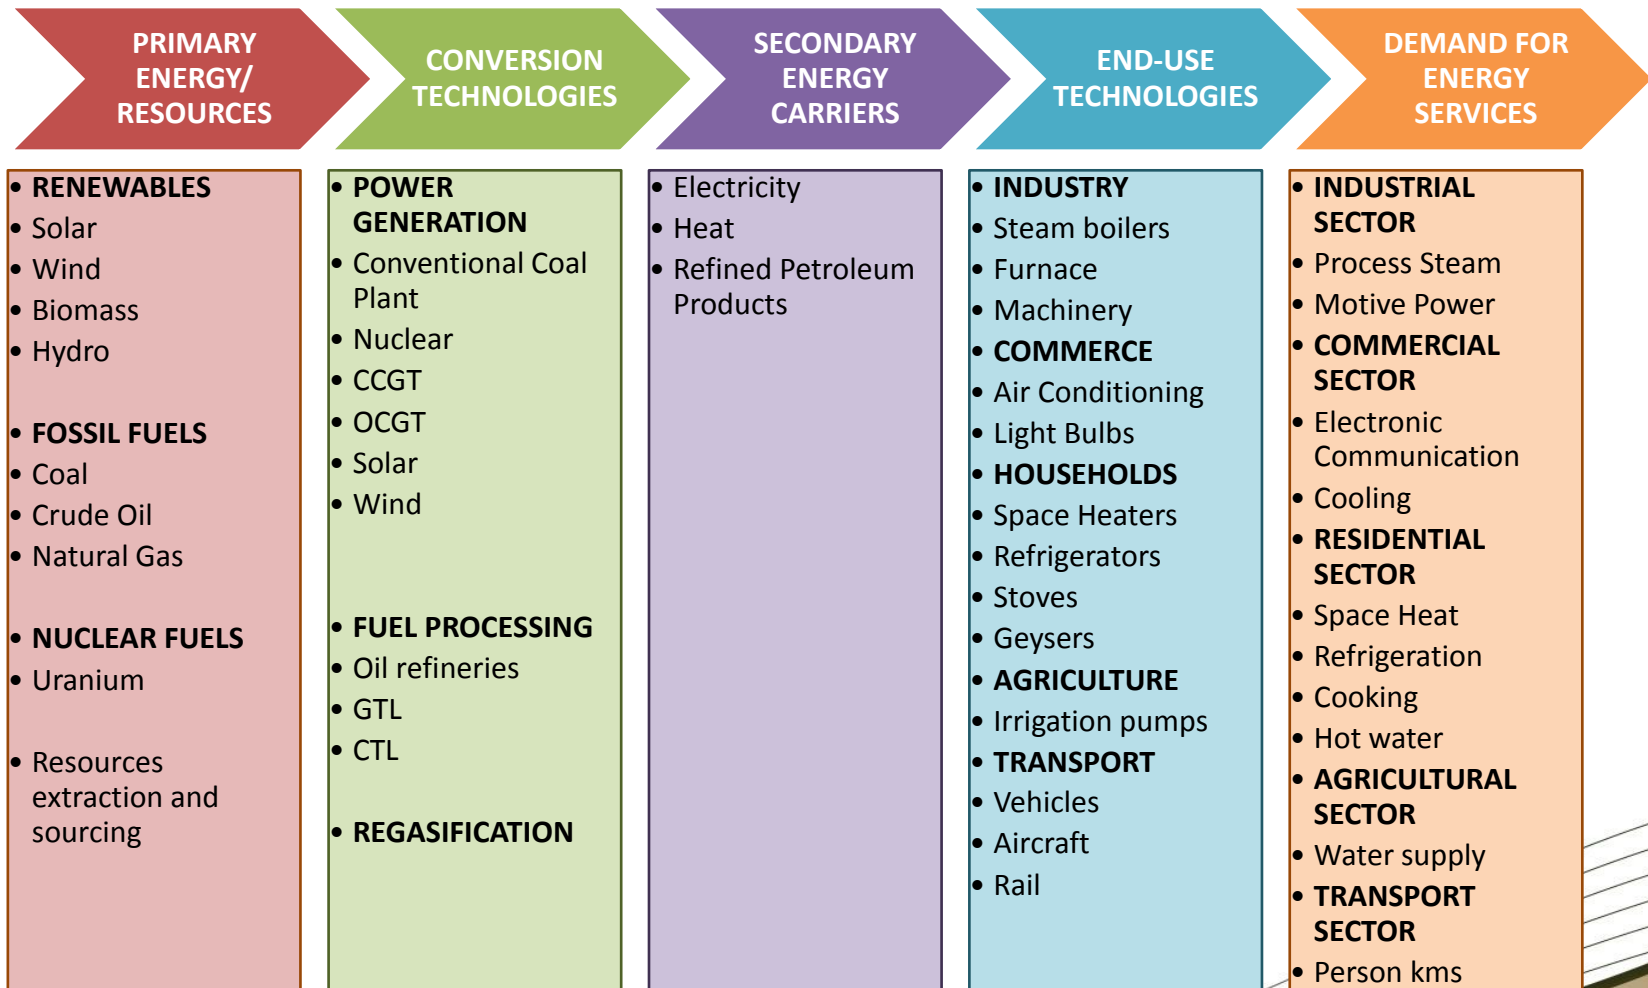 PRIMARY
ENERGY/
RESOURCES
CONVERSION
TECHNOLOGIES
SECONDARY
ENERGY
CARRIERS
END-USE
TECHNOLOGIES
DEMAND FOR
ENERGY
SERVICES
• RENEWABLES
• Solar
• Wind
• Biomass
• Hydro
• FOSSIL FUELS
• Coal
• Crude Oil
• Natural Gas
• NUCLEAR FUELS
• Uranium
• Resources
extraction and
sourcing
• POWER
GENERATION
• Conventional Coal
Plant
• Nuclear
• CCGT
• OCGT
• Solar
• Wind
• FUEL PROCESSING
• Oil refineries
• GTL
• CTL
• REGASIFICATION
• Electricity
• Heat
• Refined Petroleum
Products
• INDUSTRY
• Steam boilers
• Furnace
• Machinery
• COMMERCE
• Air Conditioning
• Light Bulbs
• HOUSEHOLDS
• Space Heaters
• Refrigerators
• Stoves
• Geysers
• AGRICULTURE
• Irrigation pumps
• TRANSPORT
• Vehicles
• Aircraft
• Rail
• INDUSTRIAL
SECTOR
• Process Steam
• Motive Power
• COMMERCIAL
SECTOR
• Electronic
Communication
• Cooling
• RESIDENTIAL
SECTOR
• Space Heat
• Refrigeration
• Cooking
• Hot water
• AGRICULTURAL
SECTOR
• Water supply
• TRANSPORT
SECTOR
• Person kms